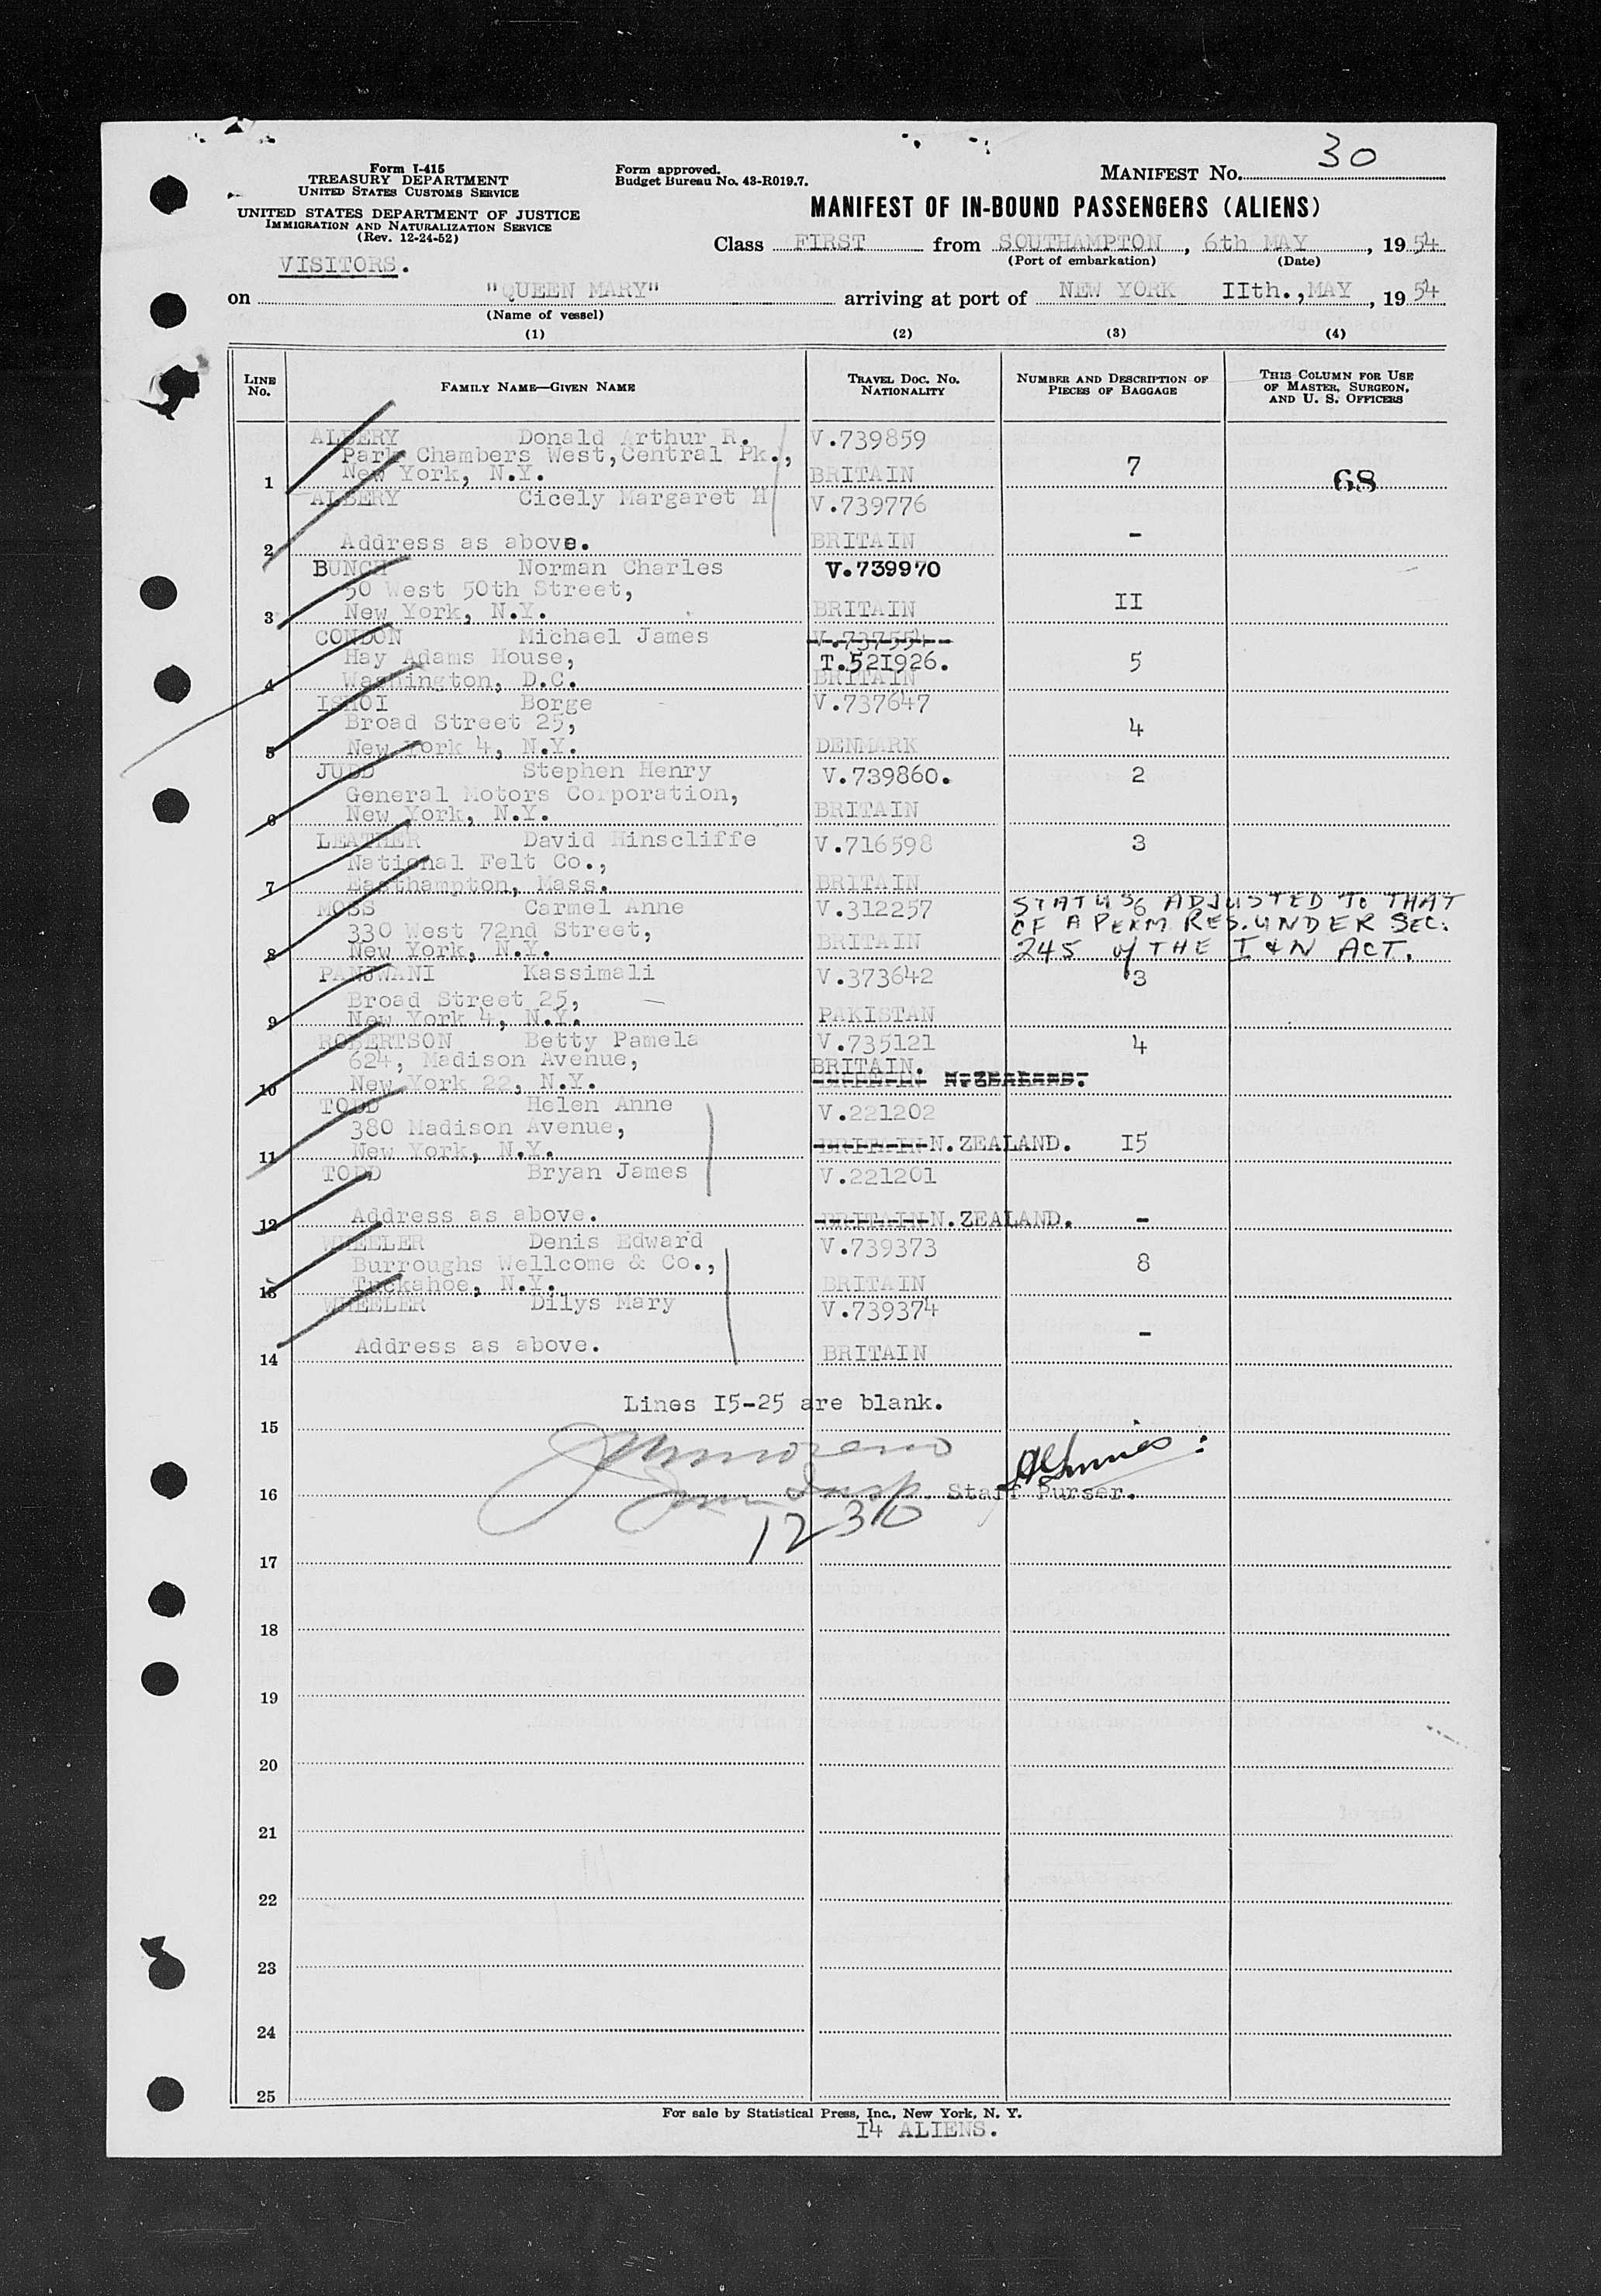 30
Form I-415
TREASURY DEPARTMENT
UNITED STATES CUSTOMS SERVICE
Form approved.
Budget Bureau No. 43-R019.7.
MANIFEST No.
UNITED STATES DEPARTMENT OF JUSTICE
IMMIGRATION AND NATURALIZATION SERVICE
(Rev. 12-24-52)
MANIFEST OF IN-BOUND PASSENGERS (ALIENS)
Class FIRST from SOUTHAMPTON, 6th MAY, 1954
(Port of embarkation) (Date)
VISITORS.
on "QUEEN MARY" arriving at port of NEW YORK IIth.,MAY, 1954
(Name of vessel)
(1) (2) (3) (4)
LINE No. FAMILY NAME—GIVEN NAME TRAVEL DOC. No. NATIONALITY NUMBER AND DESCRIPTION OF PIECES OF BAGGAGE THIS COLUMN FOR USE OF MASTER, SURGEON, AND U. S. OFFICERS
ALBERY Donald Arthur R. V.739859
Park Chambers West,Central Pk.,
1 New York, N.Y. BRITAIN 7 68
ALBERY Cicely Margaret H V.739776
2 Address as above. BRITAIN -
BUNCH Norman Charles V.739970
50 West 50th Street,
3 New York, N.Y. BRITAIN II
CONDON Michael James V.737554
Hay Adams House, T.521926. 5
4 Washington, D.C. BRITAIN
ISHOI Borge V.737647
Broad Street 25, 4
5 New York 4, N.Y. DENMARK
JUDD Stephen Henry V.739860. 2
General Motors Corporation,
6 New York, N.Y. BRITAIN
LEATHER David Hinscliffe V.716598 3
National Felt Co.,
7 Easthampton, Mass. BRITAIN
MOSS Carmel Anne V.312257 STATUS ADJUSTED TO THAT
330 West 72nd Street, OF A PERM RES. UNDER SEC.
8 New York, N.Y. BRITAIN 245 of THE I & N ACT.
PANJWANI Kassimali V.373642 3
Broad Street 25,
9 New York 4, N.Y. PAKISTAN
ROBERTSON Betty Pamela V.735121 4
624, Madison Avenue, BRITAIN.
10 New York 22, N.Y. BRITAIN N.ZEALAND.
TODD Helen Anne V.221202
380 Madison Avenue,
11 New York, N.Y. BRITAIN N.ZEALAND. I5
TODD Bryan James V.221201
12 Address as above. BRITAIN N.ZEALAND. -
WHEELER Denis Edward V.739373
Burroughs Wellcome & Co., 8
13 Tuckahoe, N.Y. BRITAIN
WHEELER Dilys Mary V.739374
14 Address as above. BRITAIN -
Lines I5-25 are blank.
15
16 Staff Purser.
1230
17
18
19
20
21
22
23
24
25
For sale by Statistical Press, Inc., New York, N. Y.
I4 ALIENS.